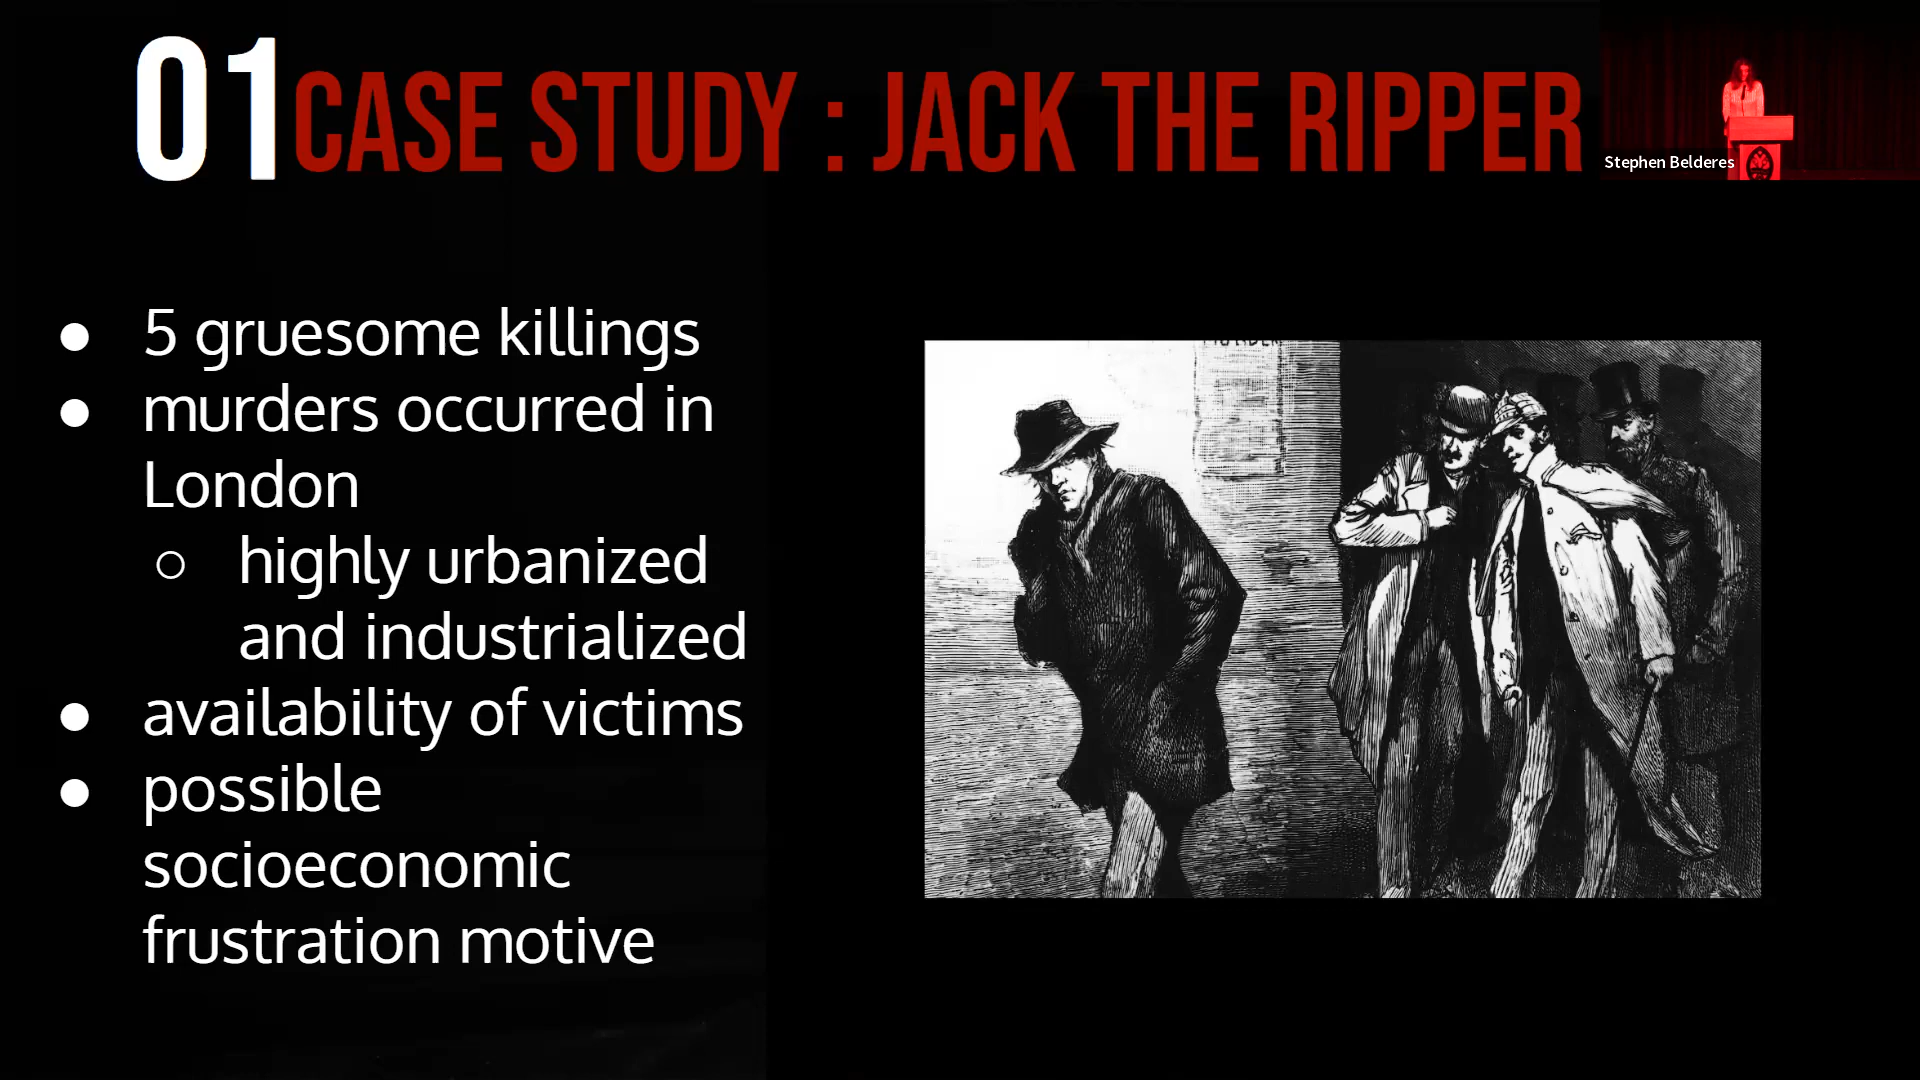 01 CASE STUDY : JACK THE RIPPER
Stephen Belderes
● 5 gruesome killings
● murders occurred in
London
○ highly urbanized
and industrialized
● availability of victims
● possible
socioeconomic
frustration motive